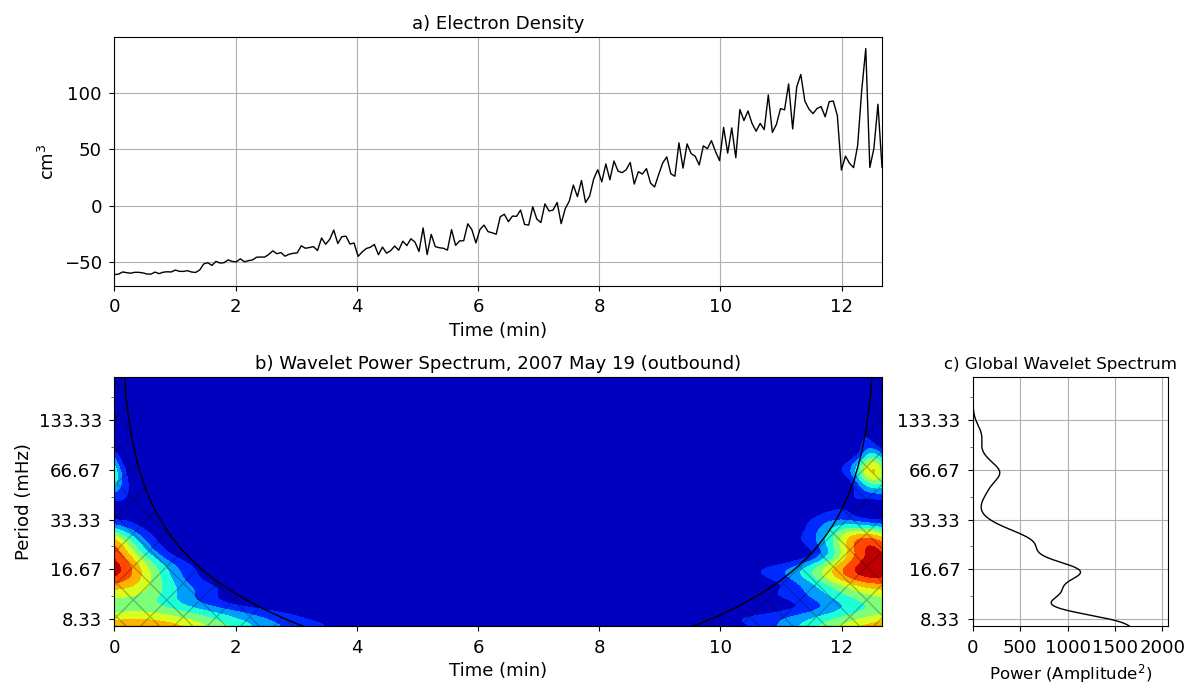 a) Electron Density
cm³
100
50
0
−50
0 2 4 6 8 10 12
Time (min)
b) Wavelet Power Spectrum, 2007 May 19 (outbound)
Period (mHz)
133.33
66.67
33.33
16.67
8.33
0 2 4 6 8 10 12
Time (min)
c) Global Wavelet Spectrum
133.33
66.67
33.33
16.67
8.33
0 500 1000 1500 2000
Power (Amplitude²)